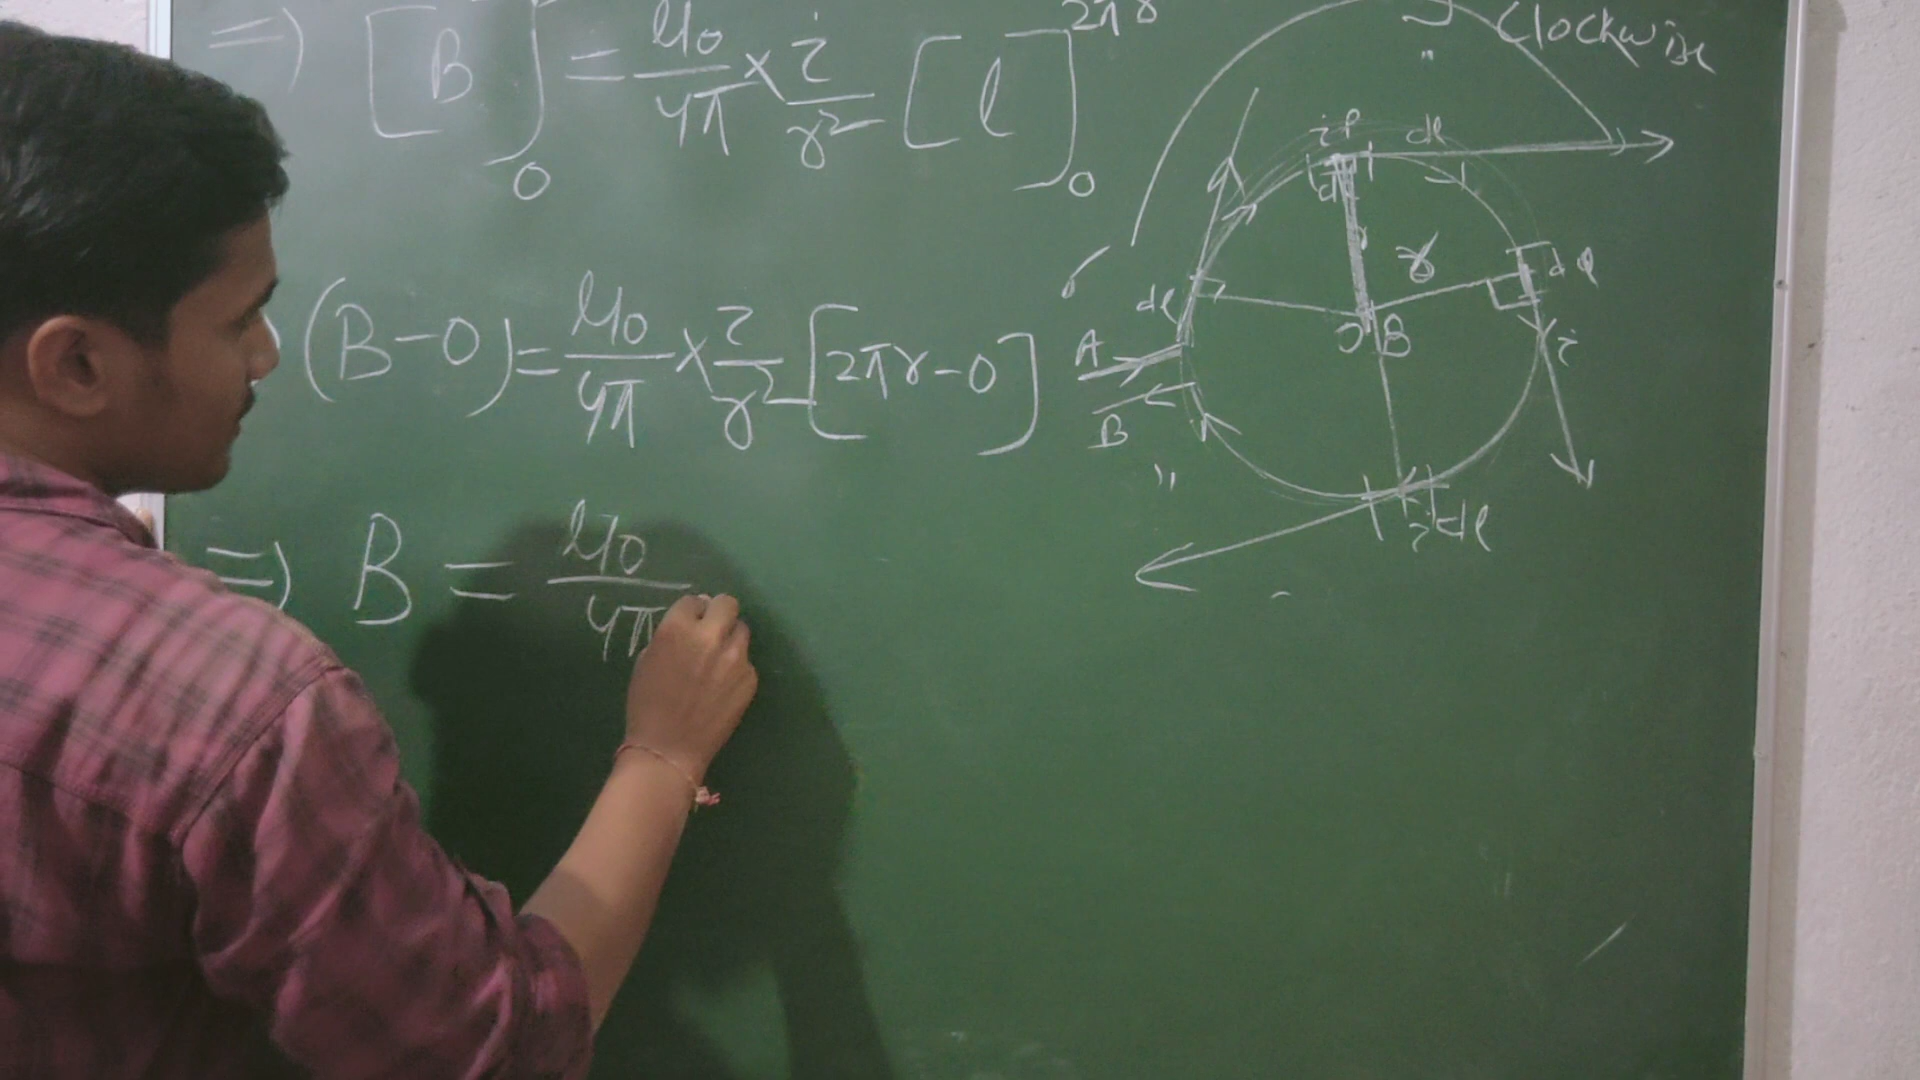 ⇒ [B]₀ = μ₀/4π × i/r² [l]₀^2πr
(B-0) = μ₀/4π × i/r² [2πr-0]
⇒ B = μ₀/4π
Clockwise
i P dl
dl
r
dl
dl
O B
i
A
B
i dl